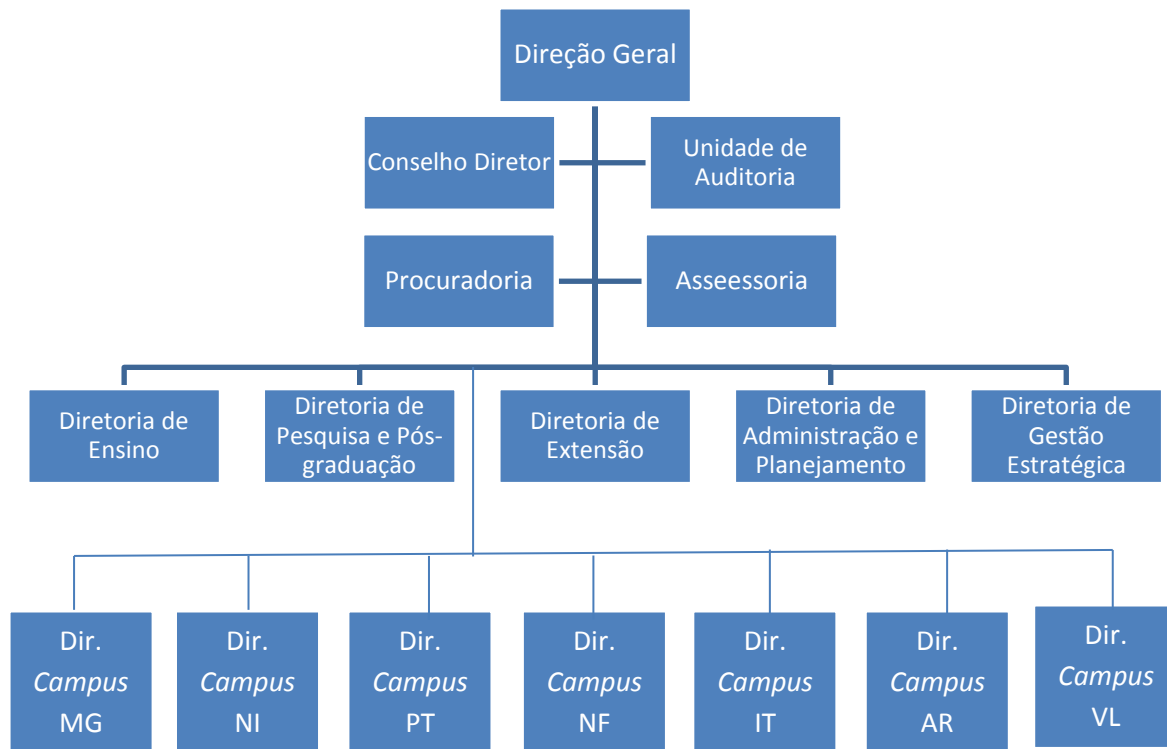 Direção Geral
Conselho Diretor
Unidade de
Auditoria
Procuradoria
Asseessoria
Diretoria de
Ensino
Diretoria de
Pesquisa e Pós-
graduação
Diretoria de
Extensão
Diretoria de
Administração e
Planejamento
Diretoria de
Gestão
Estratégica
Dir.
Campus
MG
Dir.
Campus
NI
Dir.
Campus
PT
Dir.
Campus
NF
Dir.
Campus
IT
Dir.
Campus
AR
Dir.
Campus
VL